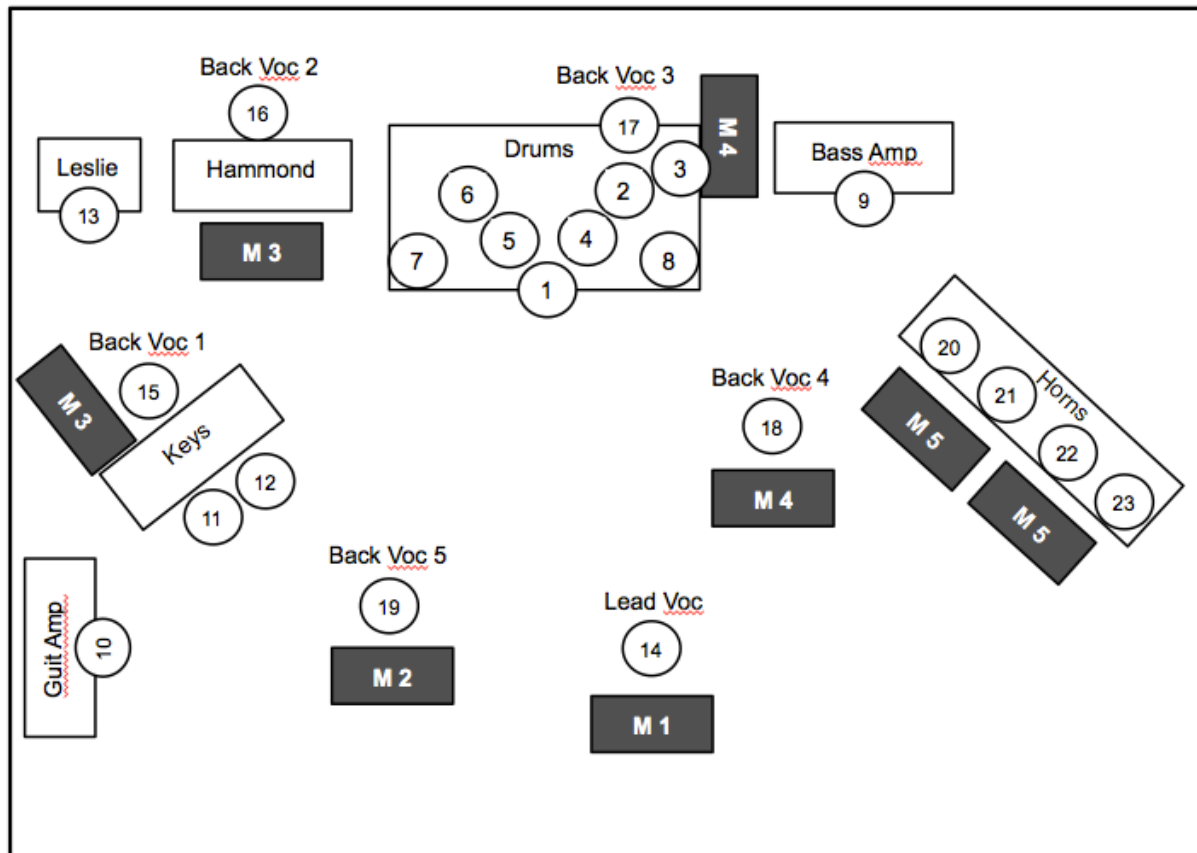 Back Voc 2
16
Leslie
13
Hammond
M 3
Back Voc 3
17
Drums
M 4
3
2
6
5
4
7
8
1
Bass Amp
9
Back Voc 1
15
M 3
Keys
12
11
Back Voc 4
18
M 4
20
21
Horns
22
23
M 5
M 5
Guit Amp
10
Back Voc 5
19
M 2
Lead Voc
14
M 1